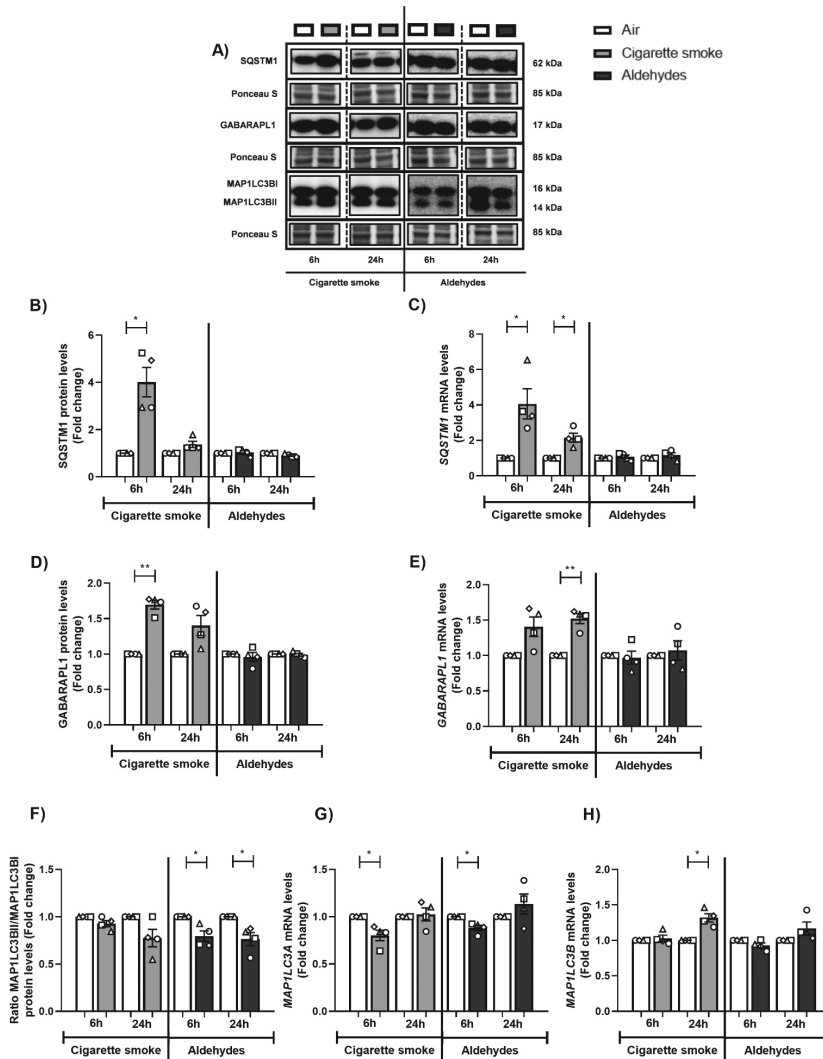 Air
Cigarette smoke
Aldehydes
A)
SQSTM1
62 kDa
Ponceau S
85 kDa
GABARAPL1
17 kDa
Ponceau S
85 kDa
MAP1LC3BI
16 kDa
MAP1LC3BII
14 kDa
Ponceau S
85 kDa
6h 24h 6h 24h
Cigarette smoke Aldehydes
B)
SQSTM1 protein levels
(Fold change)
6
4
2
0
*
6h 24h 6h 24h
Cigarette smoke Aldehydes
C)
SQSTM1 mRNA levels
(Fold change)
8
6
4
2
0
* *
6h 24h 6h 24h
Cigarette smoke Aldehydes
D)
GABARAPL1 protein levels
(Fold change)
2.0
1.5
1.0
0.5
0.0
**
6h 24h 6h 24h
Cigarette smoke Aldehydes
E)
GABARAPL1 mRNA levels
(Fold change)
2.0
1.5
1.0
0.5
0.0
**
6h 24h 6h 24h
Cigarette smoke Aldehydes
F)
Ratio MAP1LC3BII/MAP1LC3BI
protein levels (Fold change)
1.5
1.0
0.5
0.0
* *
6h 24h 6h 24h
Cigarette smoke Aldehydes
G)
MAP1LC3A mRNA levels
(Fold change)
1.5
1.0
0.5
0.0
* *
6h 24h 6h 24h
Cigarette smoke Aldehydes
H)
MAP1LC3B mRNA levels
(Fold change)
2.0
1.5
1.0
0.5
0.0
*
6h 24h 6h 24h
Cigarette smoke Aldehydes